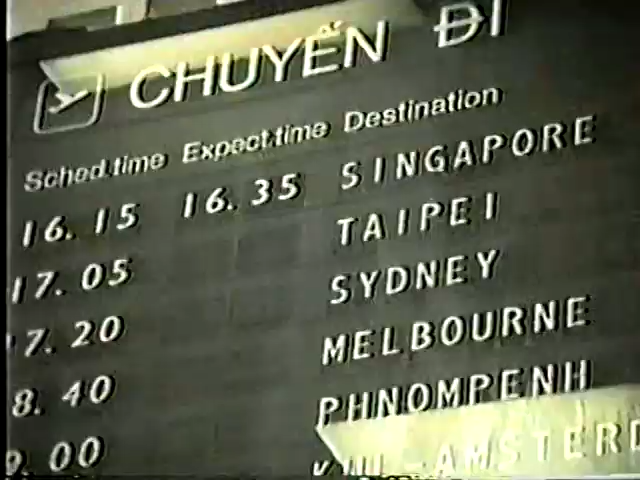 CHUYẾN ĐI
Sched.time Expect.time Destination
16.15 16.35 SINGAPORE
17.05 TAIPEI
7.20 SYDNEY
8.40 MELBOURNE
9.00 PHNOMPENH